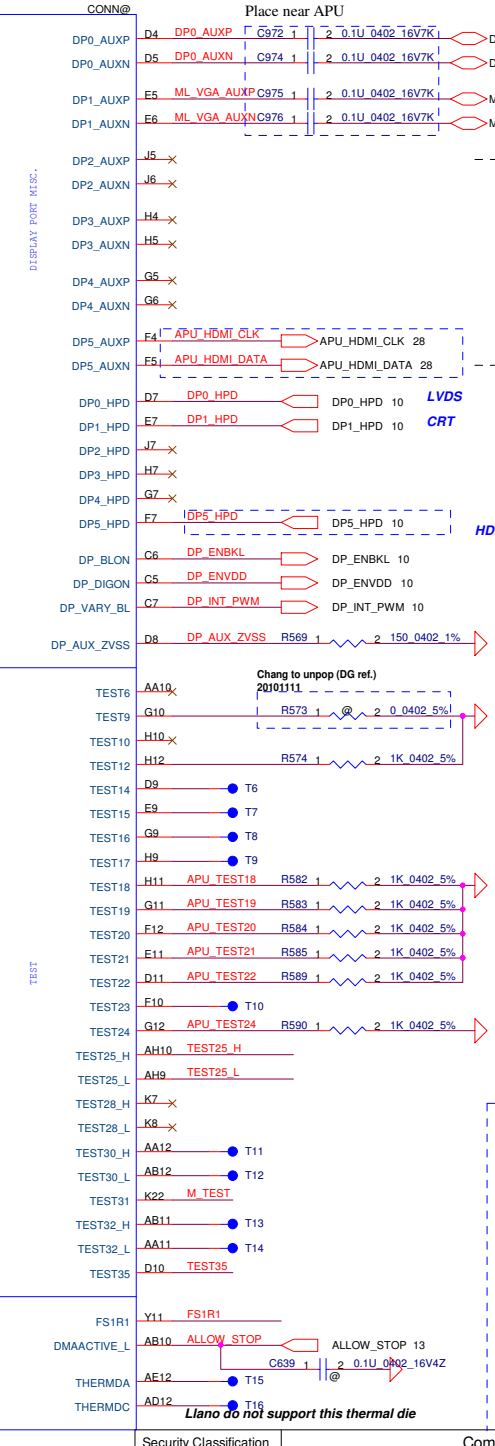 CONN@ Place near APU
DP0_AUXP D4 DP0_AUXP C972 1 2 0.1U_0402_16V7K D
DP0_AUXN D5 DP0_AUXN C974 1 2 0.1U_0402_16V7K D
DP1_AUXP E5 ML_VGA_AUXP C975 1 2 0.1U_0402_16V7K M
DP1_AUXN E6 ML_VGA_AUXN C976 1 2 0.1U_0402_16V7K M
DP2_AUXP J5
DP2_AUXN J6
DISPLAY PORT MISC.
DP3_AUXP H4
DP3_AUXN H5
DP4_AUXP G5
DP4_AUXN G6
DP5_AUXP F4 APU_HDMI_CLK APU_HDMI_CLK 28
DP5_AUXN F5 APU_HDMI_DATA APU_HDMI_DATA 28
DP0_HPD D7 DP0_HPD DP0_HPD 10 LVDS
DP1_HPD E7 DP1_HPD DP1_HPD 10 CRT
DP2_HPD J7
DP3_HPD H7
DP4_HPD G7
DP5_HPD F7 DP5_HPD DP5_HPD 10 HD
DP_BLON C6 DP_ENBKL DP_ENBKL 10
DP_DIGON C5 DP_ENVDD DP_ENVDD 10
DP_VARY_BL C7 DP_INT_PWM DP_INT_PWM 10
DP_AUX_ZVSS D8 DP_AUX_ZVSS R569 1 2 150_0402_1%
Chang to unpop (DG ref.)
20101111
TEST6 AA10
TEST9 G10 R573 1 @ 2 0_0402_5%
TEST10 H10
TEST12 H12 R574 1 2 1K_0402_5%
TEST14 D9 T6
TEST15 E9 T7
TEST16 G9 T8
TEST17 H9 T9
TEST18 H11 APU_TEST18 R582 1 2 1K_0402_5%
TEST19 G11 APU_TEST19 R583 1 2 1K_0402_5%
TEST20 F12 APU_TEST20 R584 1 2 1K_0402_5%
TEST21 E11 APU_TEST21 R585 1 2 1K_0402_5%
TEST22 D11 APU_TEST22 R589 1 2 1K_0402_5%
TEST
TEST23 F10 T10
TEST24 G12 APU_TEST24 R590 1 2 1K_0402_5%
TEST25_H AH10 TEST25_H
TEST25_L AH9 TEST25_L
TEST28_H K7
TEST28_L K8
TEST30_H AA12 T11
TEST30_L AB12 T12
TEST31 K22 M_TEST
TEST32_H AB11 T13
TEST32_L AA11 T14
TEST35 D10 TEST35
FS1R1 Y11 FS1R1
DMAACTIVE_L AB10 ALLOW_STOP ALLOW_STOP 13
C639 1 2 0.1U_0402_16V4Z
@
THERMDA AE12 T15
THERMDC AD12 T16
Llano do not support this thermal die
Security Classification Com